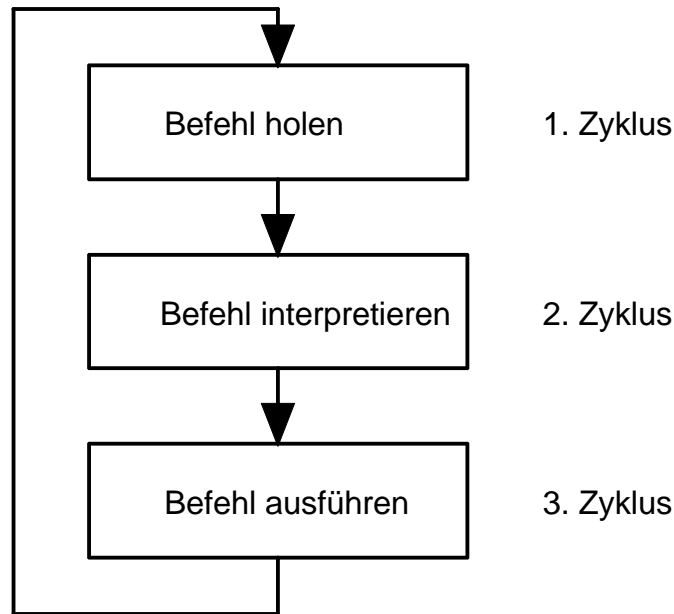 Befehl holen 1. Zyklus
Befehl interpretieren 2. Zyklus
Befehl ausführen 3. Zyklus